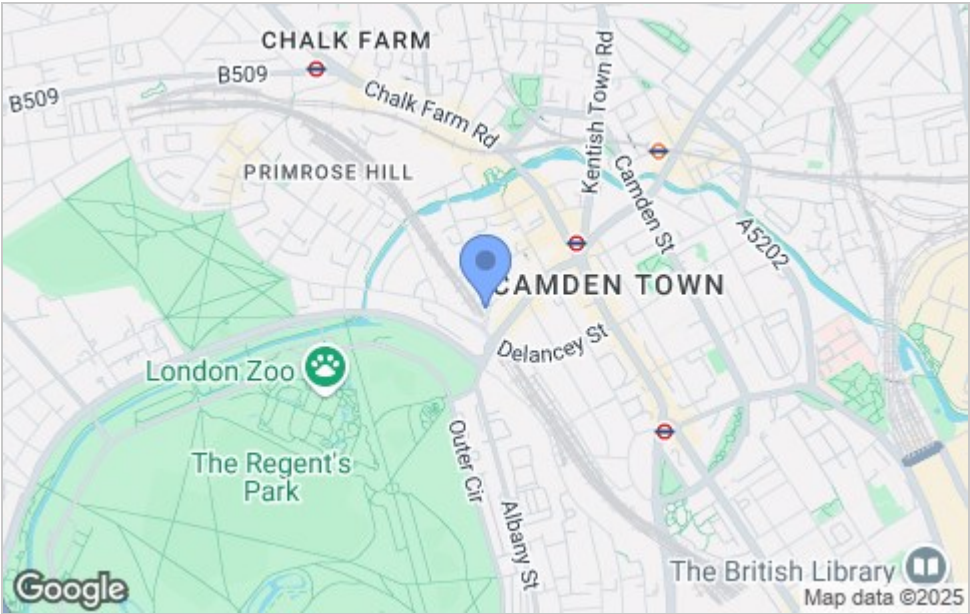 CHALK FARM
B509
B509
Chalk Farm Rd
Kentish Town Rd
PRIMROSE HILL
Camden St
A5202
CAMDEN TOWN
Delancey St
London Zoo
The Regent's
Park
Outer Cir
Albany St
The British Library
Google
Map data ©2025